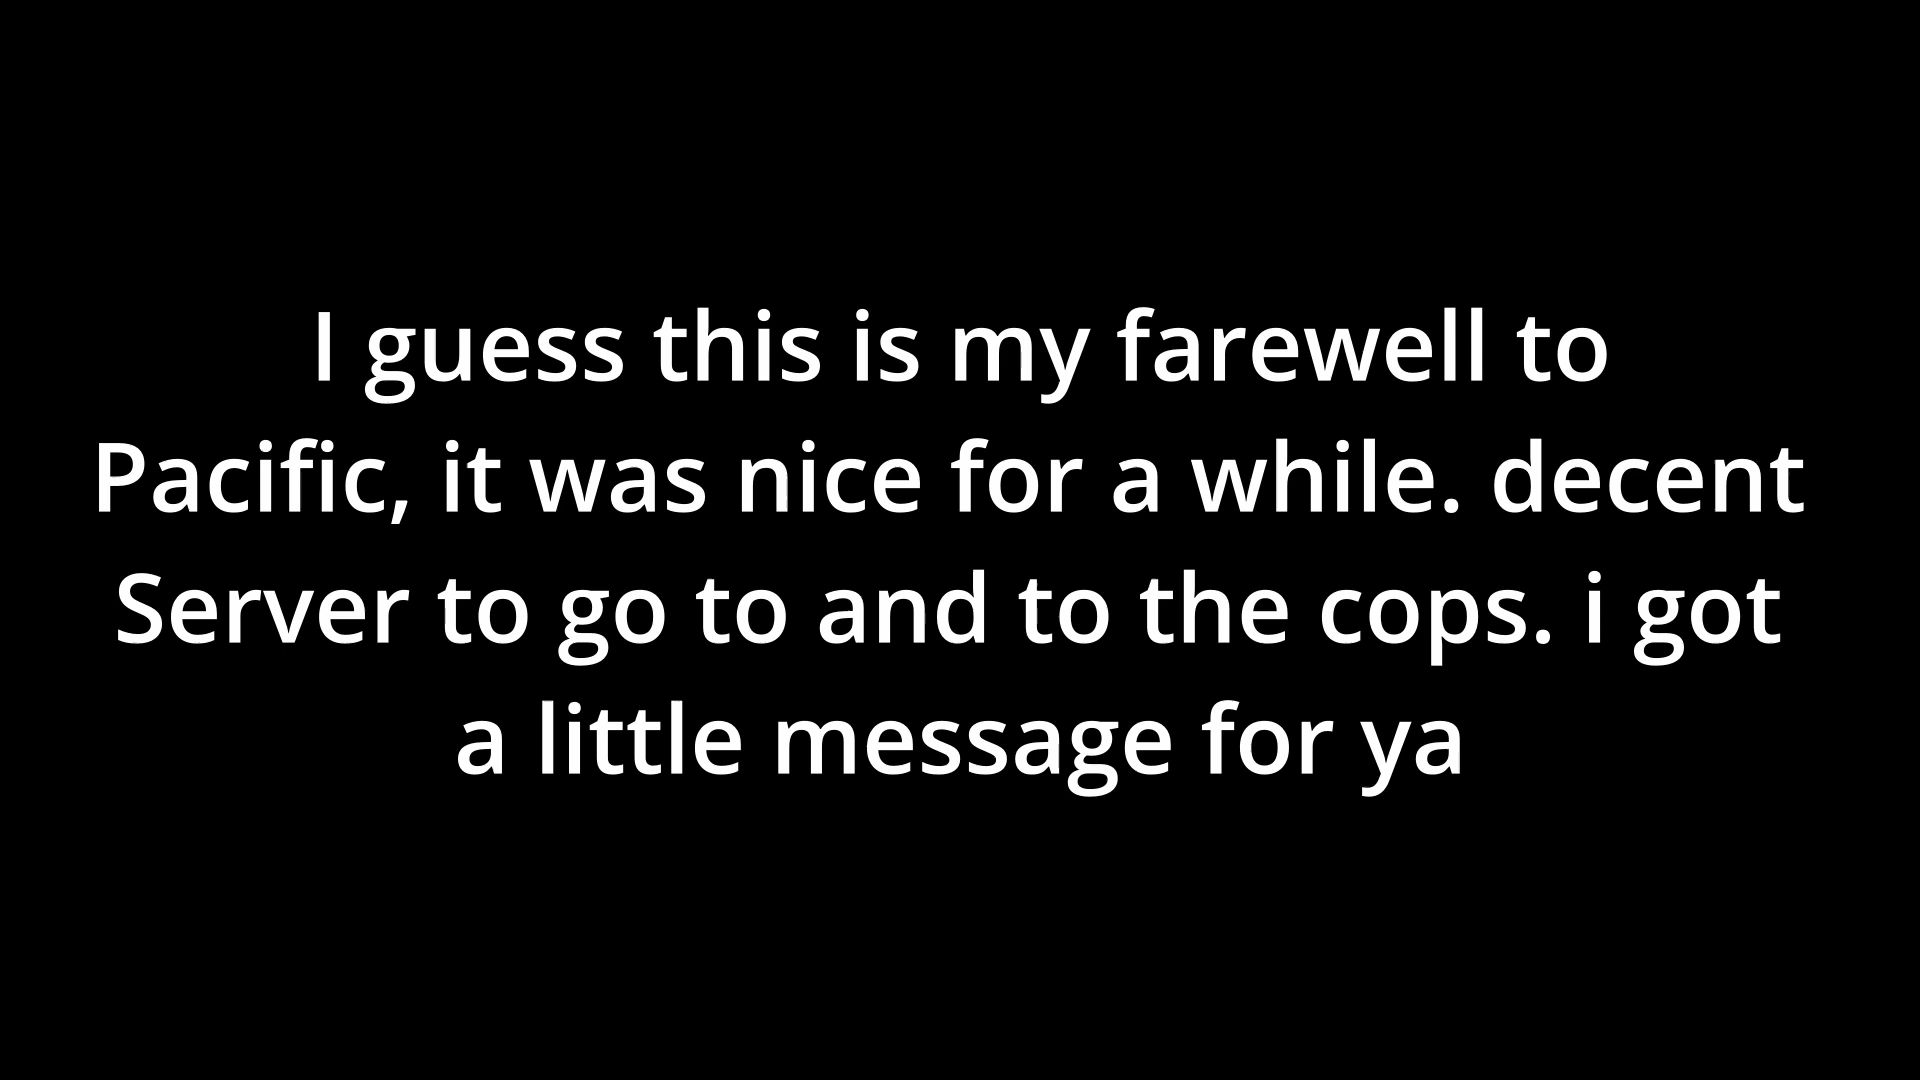 I guess this is my farewell to
Pacific, it was nice for a while. decent
Server to go to and to the cops. i got
a little message for ya